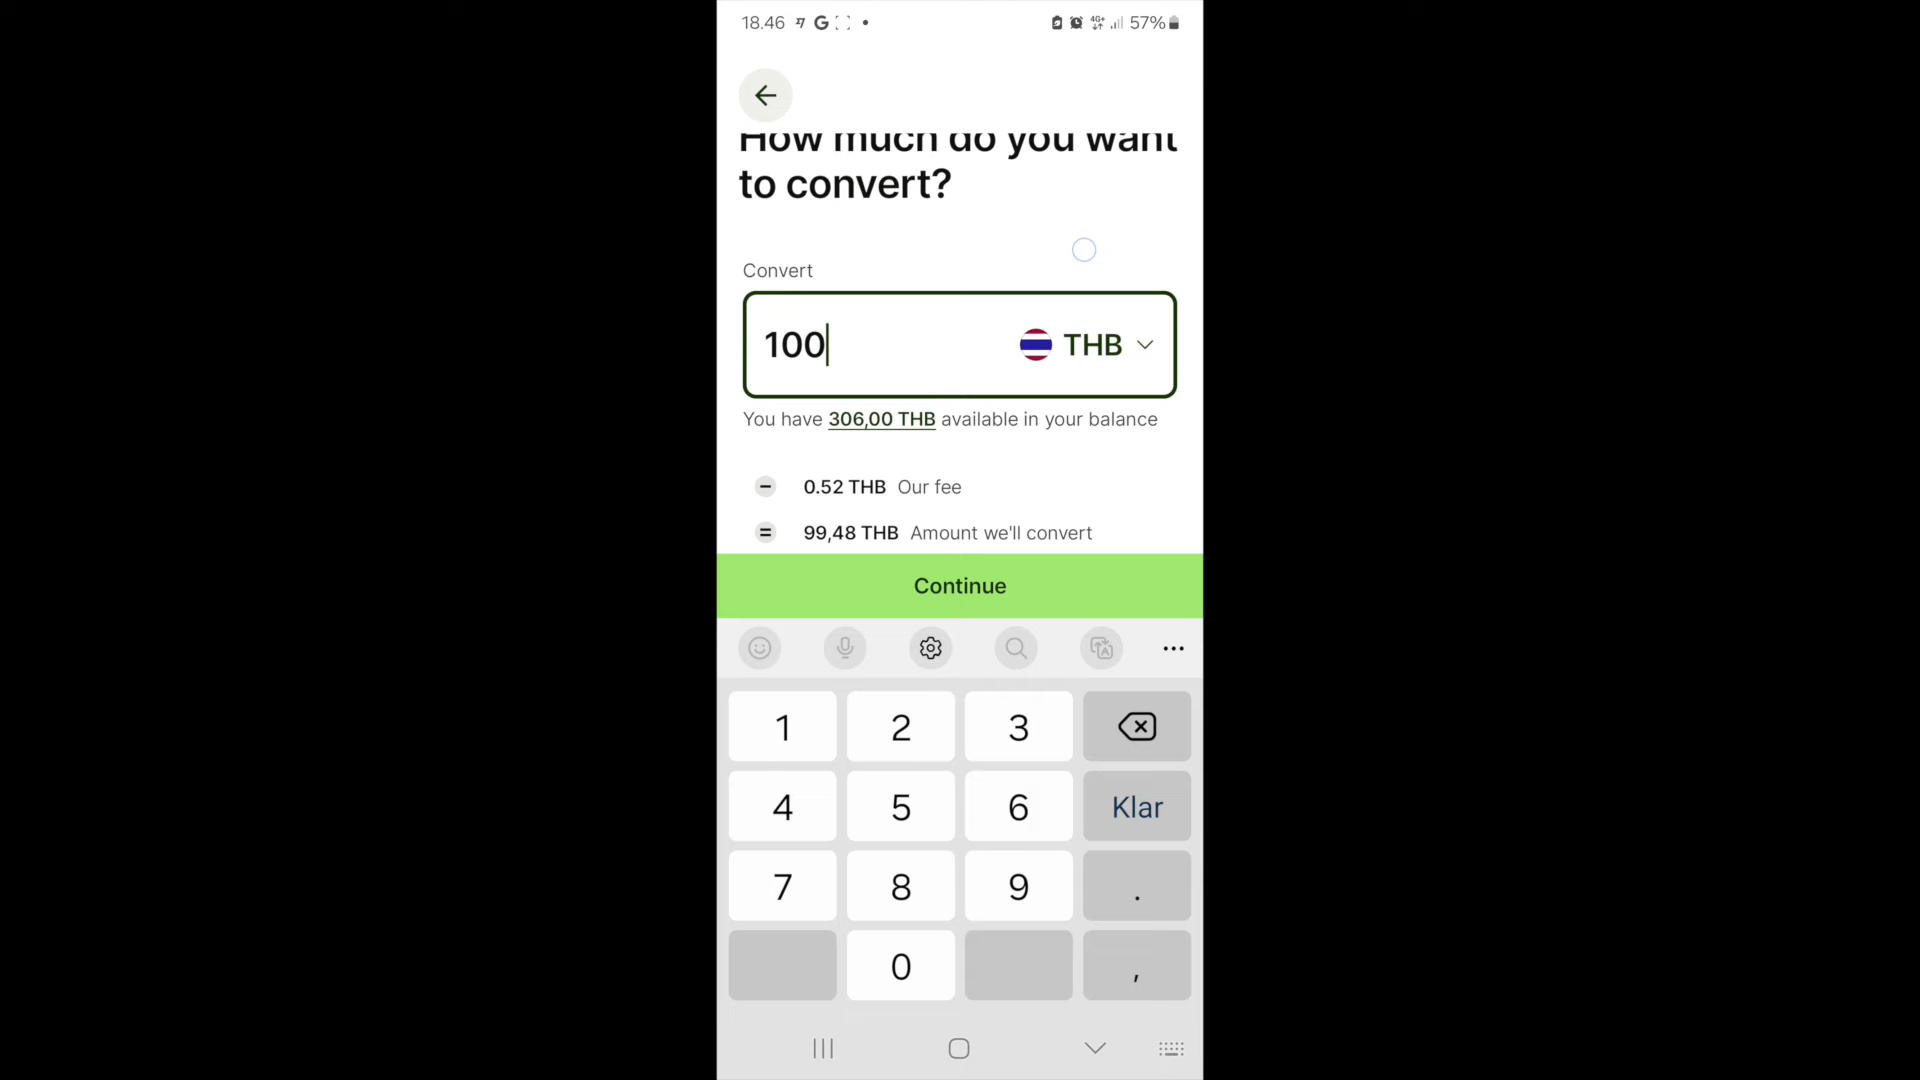 18.46 G 4G+ 57%
How much do you want
to convert?
Convert
100 THB
You have 306,00 THB available in your balance
0.52 THB Our fee
99,48 THB Amount we'll convert
Continue
1 2 3
4 5 6 Klar
7 8 9 .
0 ,